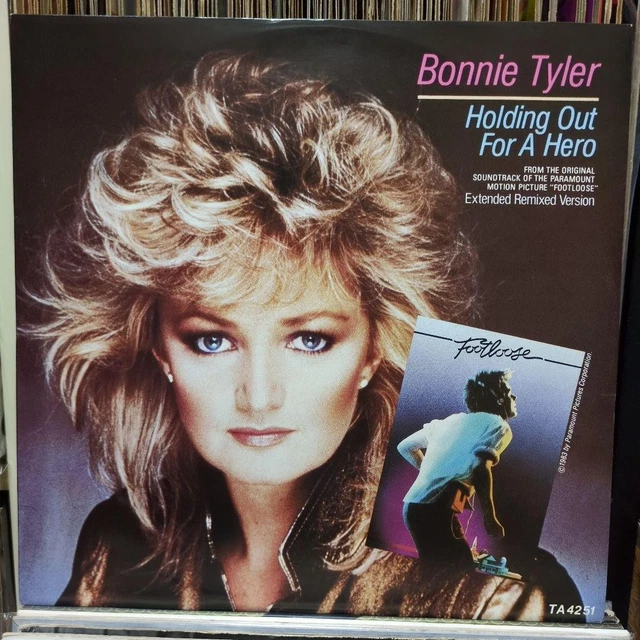 Bonnie Tyler
Holding Out
For A Hero
FROM THE ORIGINAL
SOUNDTRACK OF THE PARAMOUNT
MOTION PICTURE "FOOTLOOSE"
Extended Remixed Version
Footloose
©1983 by Paramount Pictures Corporation.
TA 4251